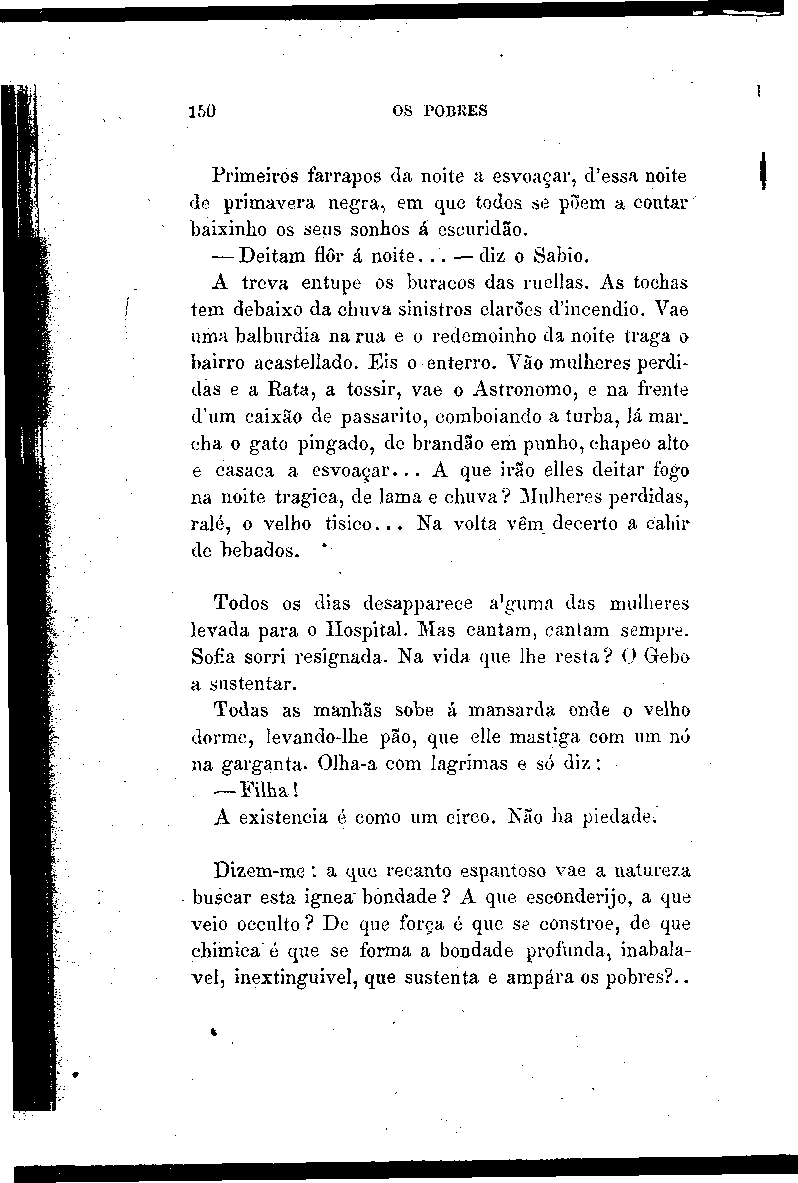 150 OS POBRES
Primeiros farrapos da noite a esvoaçar, d'essa noite
de primavera negra, em que todos se põem a contar
baixinho os seus sonhos á escuridão.
— Deitam flôr á noite... — diz o Sabio.
A treva entupe os buracos das ruellas. As tochas
tem debaixo da chuva sinistros clarões d'incendio. Vae
uma balburdia na rua e o redemoinho da noite traga o
bairro acastellado. Eis o enterro. Vão mulheres perdi-
das e a Rata, a tossir, vae o Astronomo, e na frente
d'um caixão de passarito, comboiando a turba, lá mar-
cha o gato pingado, de brandão em punho, chapeo alto
e casaca a esvoaçar... A que irão elles deitar fogo
na noite tragica, de lama e chuva? Mulheres perdidas,
ralé, o velho tisico... Na volta vêm decerto a cahir
de bebados.
Todos os dias desapparece alguma das mulheres
levada para o Hospital. Mas cantam, cantam sempre.
Sofia sorri resignada. Na vida que lhe resta? O Gebo
a sustentar.
Todas as manhãs sobe á mansarda onde o velho
dorme, levando-lhe pão, que elle mastiga com um nó
na garganta. Olha-a com lagrimas e só diz:
— Filha!
A existencia é como um circo. Não ha piedade.
Dizem-me: a que recanto espantoso vae a natureza
buscar esta ignea bondade? A que esconderijo, a que
veio occulto? De que força é que se constroe, de que
chimica é que se forma a bondade profunda, inabala-
vel, inextinguivel, que sustenta e ampára os pobres?..